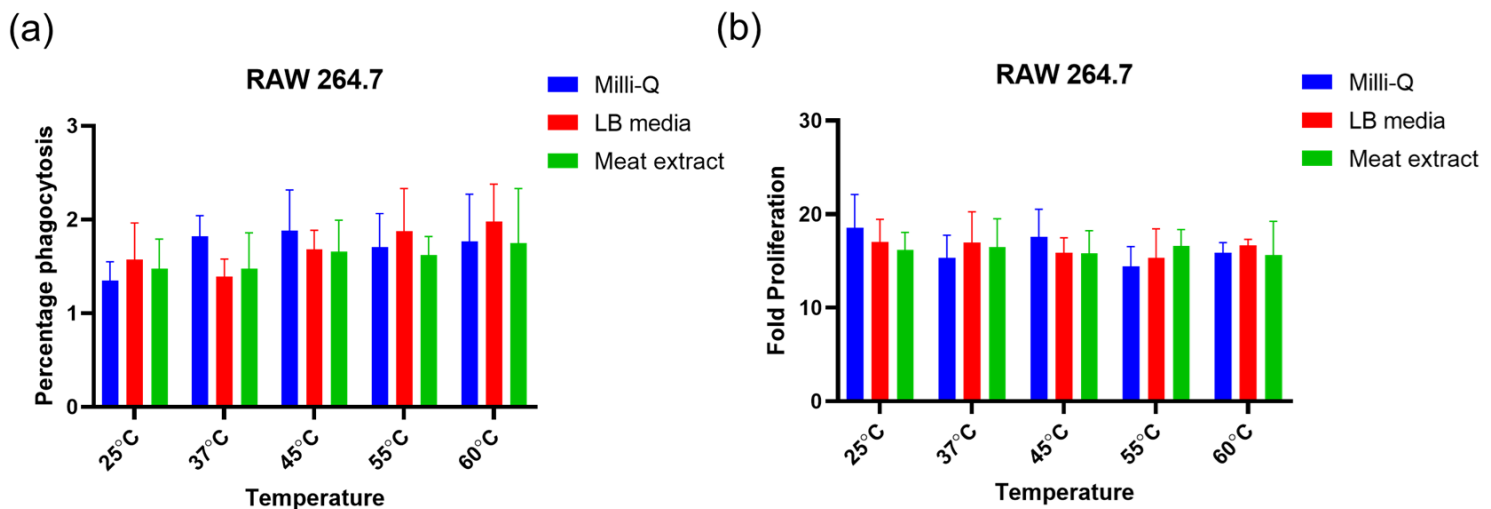 (a)
RAW 264.7
Milli-Q
LB media
Meat extract
Percentage phagocytosis
3
2
1
0
25°C
37°C
45°C
55°C
60°C
Temperature
(b)
RAW 264.7
Milli-Q
LB media
Meat extract
Fold Proliferation
30
20
10
0
25°C
37°C
45°C
55°C
60°C
Temperature